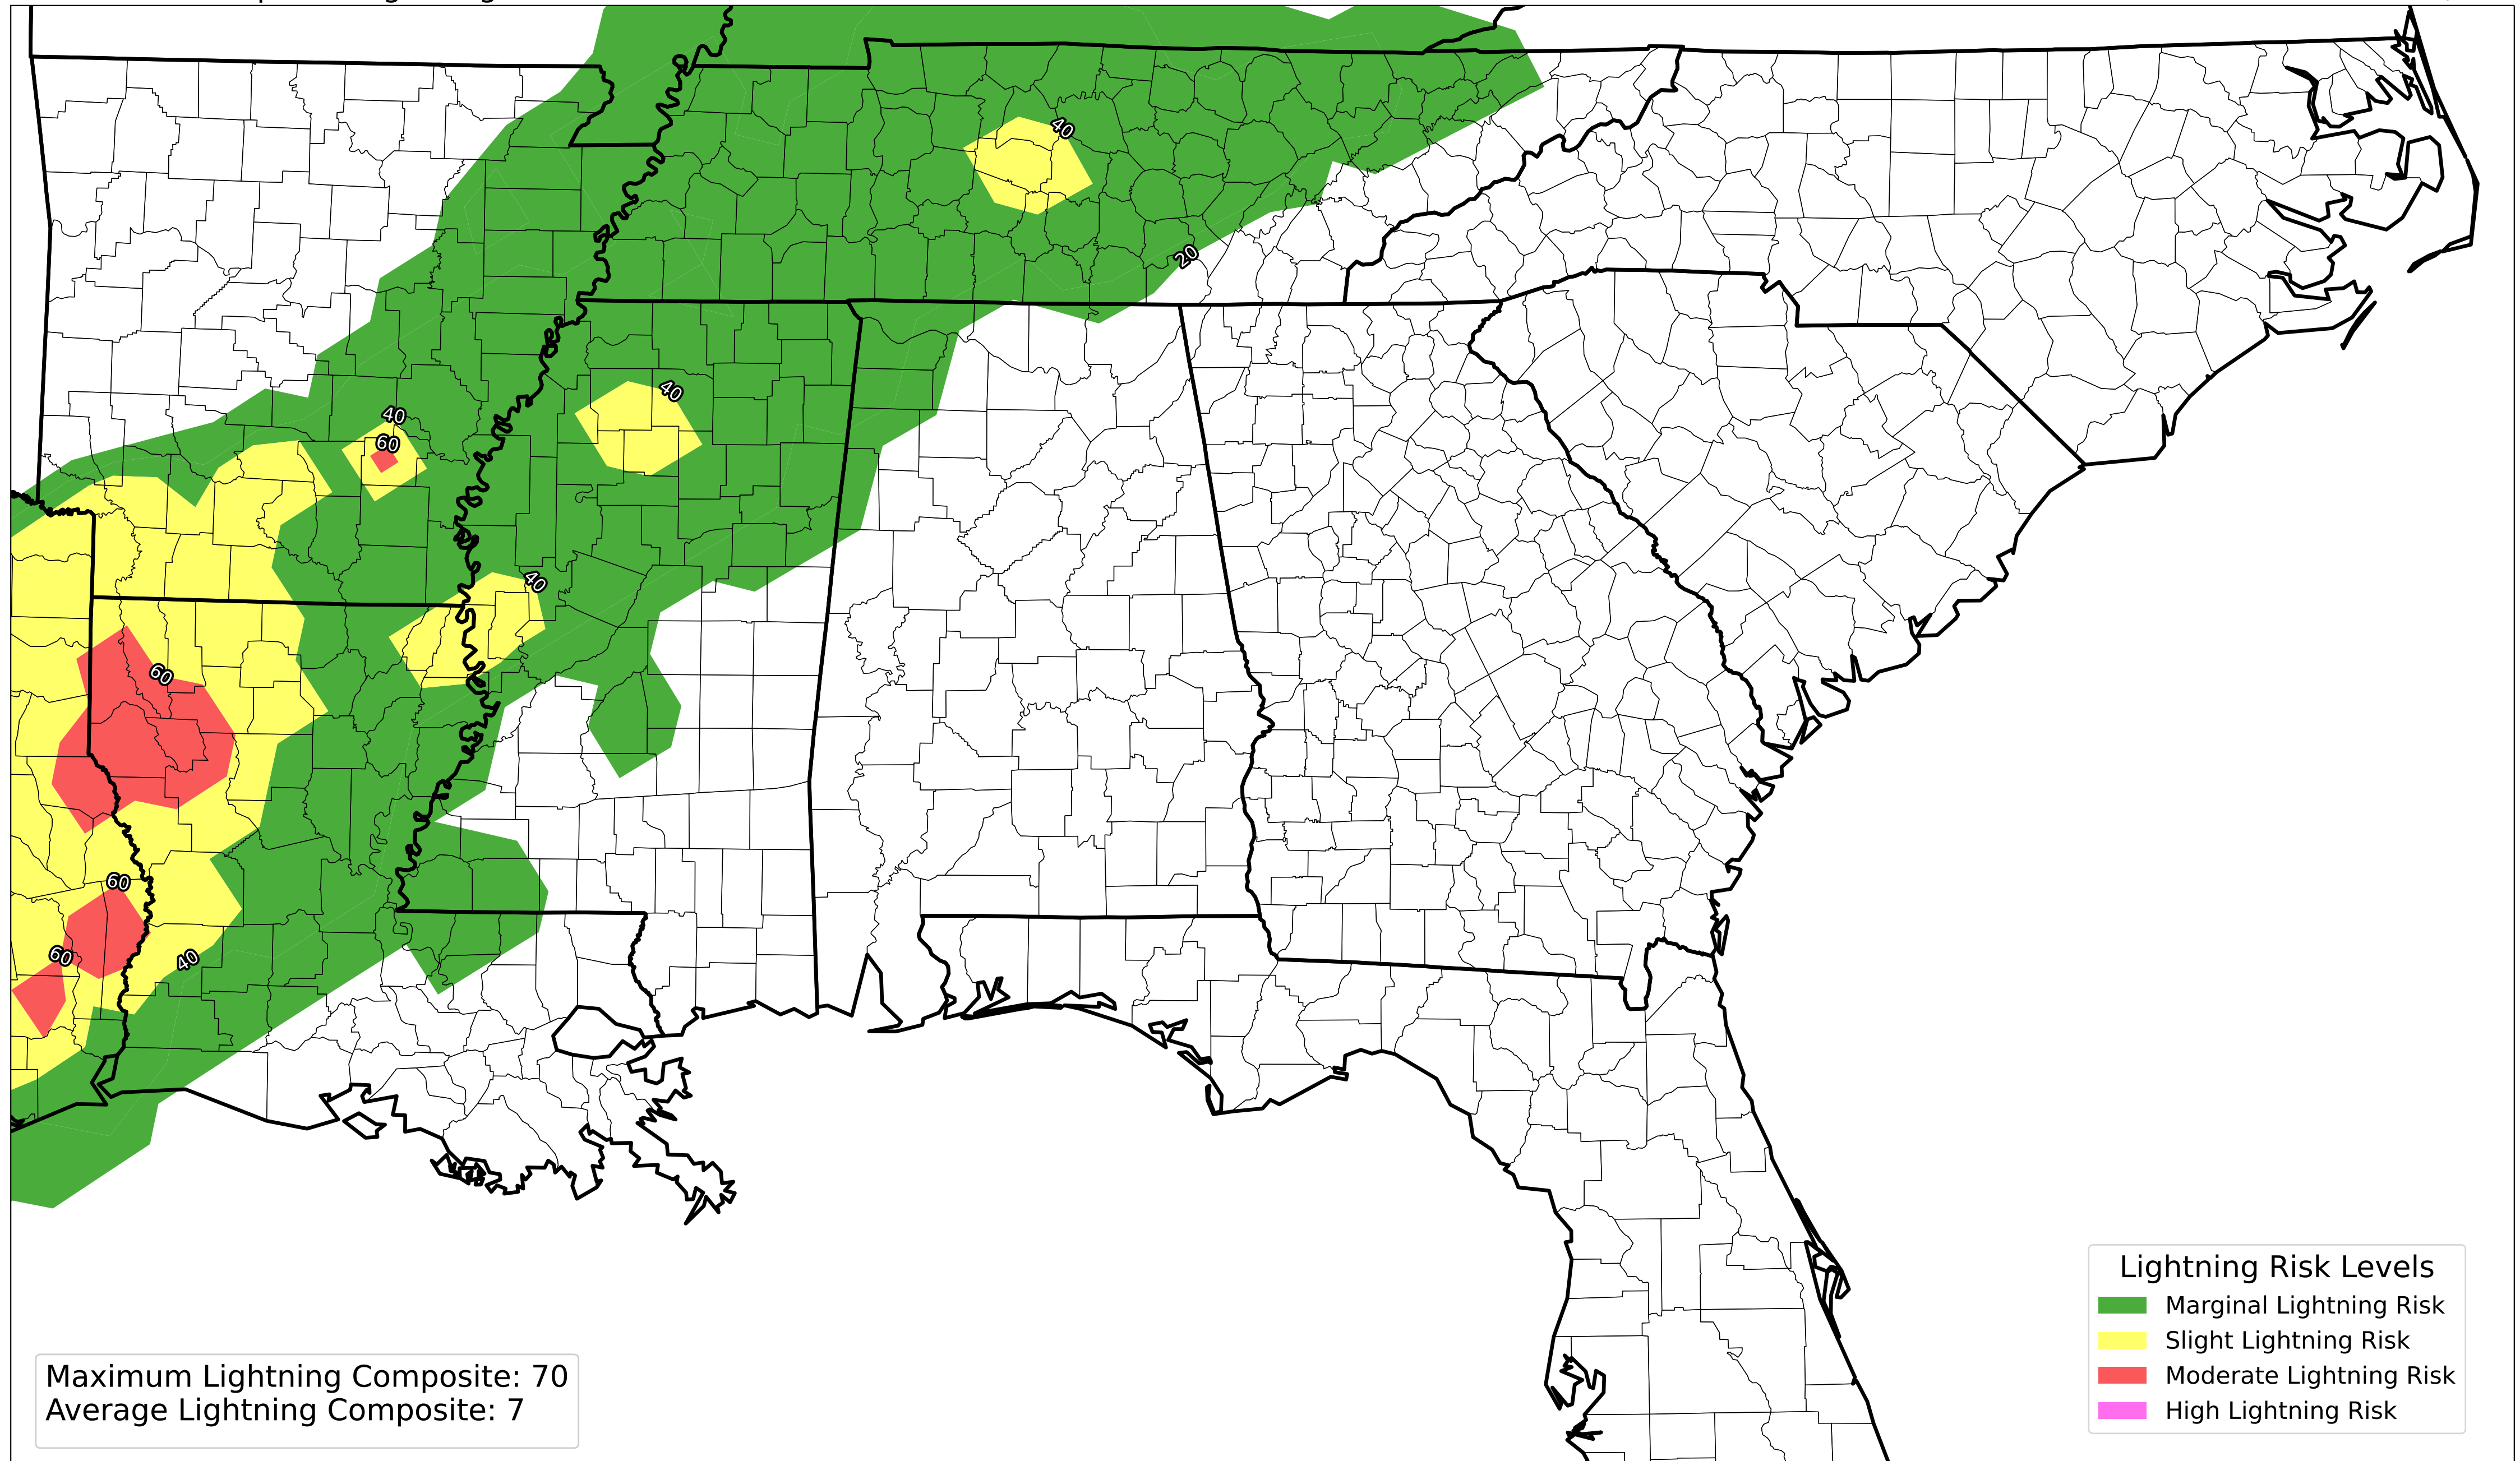 40
20
40
40
60
40
60
60
60
40
Lightning Risk Levels
Marginal Lightning Risk
Slight Lightning Risk
Moderate Lightning Risk
High Lightning Risk
Maximum Lightning Composite: 70
Average Lightning Composite: 7